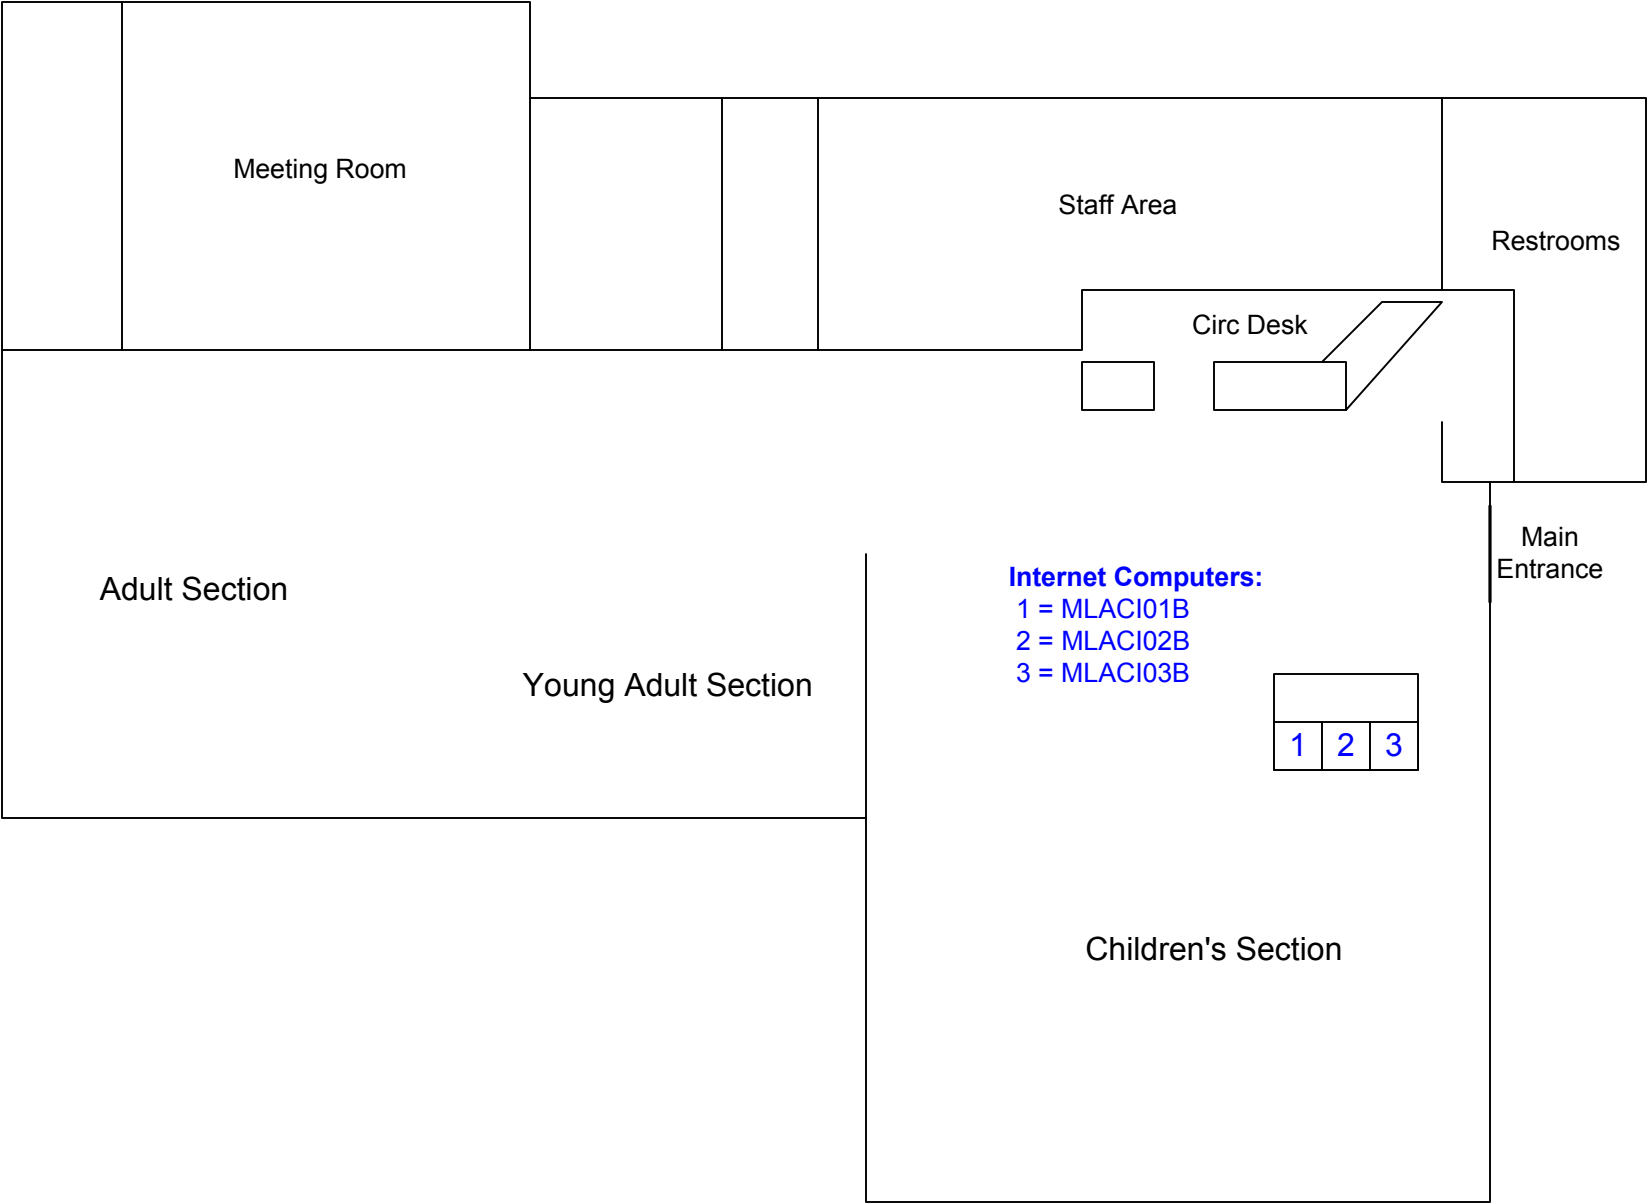 Meeting Room
Staff Area
Restrooms
Circ Desk
Main
Entrance
Adult Section
Internet Computers:
1 = MLACI01B
2 = MLACI02B
3 = MLACI03B
Young Adult Section
1 2 3
Children's Section